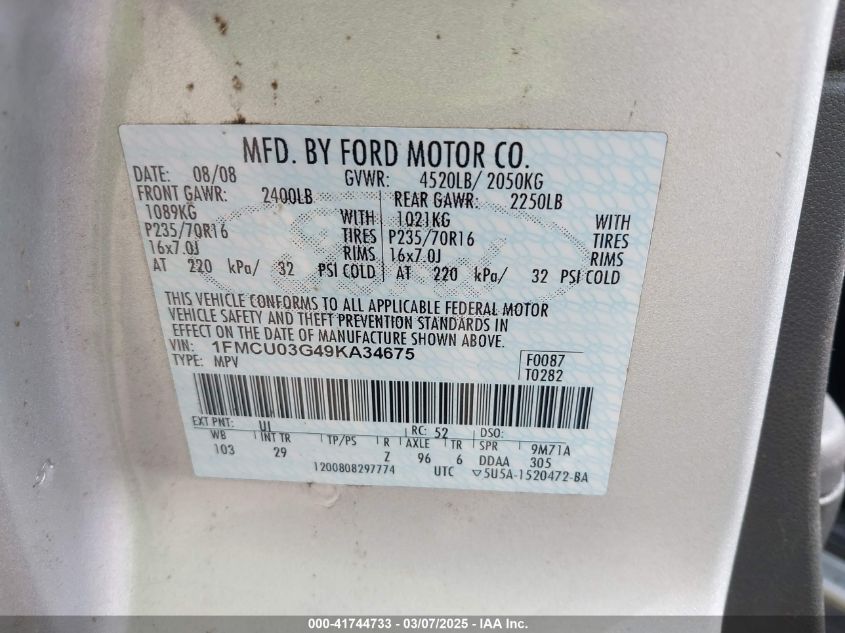 MFD. BY FORD MOTOR CO.
DATE: 08/08 GVWR: 4520LB/ 2050KG
FRONT GAWR: 2400LB REAR GAWR: 2250LB
1089KG WITH 1021KG WITH
P235/70R16 TIRES P235/70R16 TIRES
16x7.0J RIMS 16x7.0J RIMS
AT 220 kPa/ 32 PSI COLD AT 220 kPa/ 32 PSI COLD
THIS VEHICLE CONFORMS TO ALL APPLICABLE FEDERAL MOTOR
VEHICLE SAFETY AND THEFT PREVENTION STANDARDS IN
EFFECT ON THE DATE OF MANUFACTURE SHOWN ABOVE.
VIN: 1FMCU03G49KA34675
TYPE: MPV
F0087
T0282
EXT PNT: UI RC: 52 DSO:
WB INT TR TP/PS R AXLE TR SPR 9M71A
103 29 Z 96 6 DDAA 305
1200808297774 UTC ▽5U5A-1520472-BA
000-41744733 - 03/07/2025 - IAA Inc.